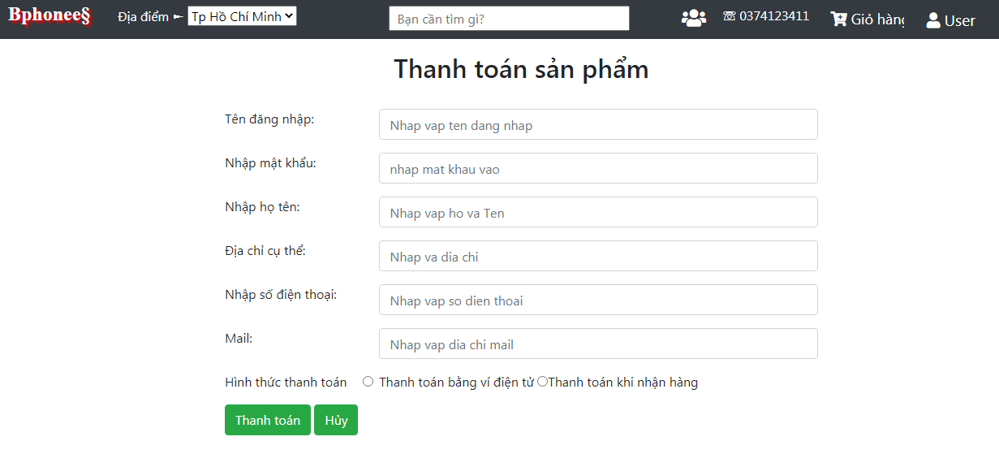 Bphonee§ Địa điểm ➼ Tp Hồ Chí Minh Bạn cần tìm gì? ☏ 0374123411 Giỏ hàng User
Thanh toán sản phẩm
Tên đăng nhập: Nhap vap ten dang nhap
Nhập mật khẩu: nhap mat khau vao
Nhập họ tên: Nhap vap ho va Ten
Địa chỉ cụ thể: Nhap va dia chi
Nhập số điện thoại: Nhap vap so dien thoai
Mail: Nhap vap dia chi mail
Hình thức thanh toán Thanh toán bằng ví điện tử Thanh toán khi nhận hàng
Thanh toán Hủy